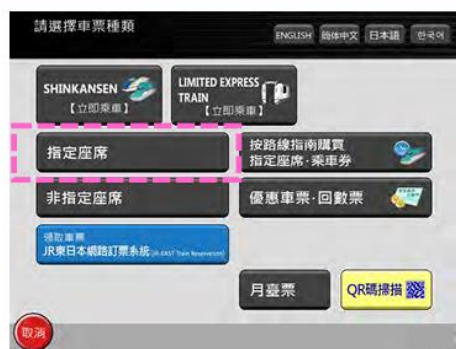 請選擇車票種類
ENGLISH 簡体中文 日本語 한국어
SHINKANSEN
【立即乘車】
LIMITED EXPRESS
TRAIN
【立即乘車】
指定座席
按路線指南購買
指定座席·乘車券
非指定座席
優惠車票·回數票
領取車票
JR東日本網路訂票系統(JR-EAST Train Reservation)
月臺票
QR碼掃描
取消